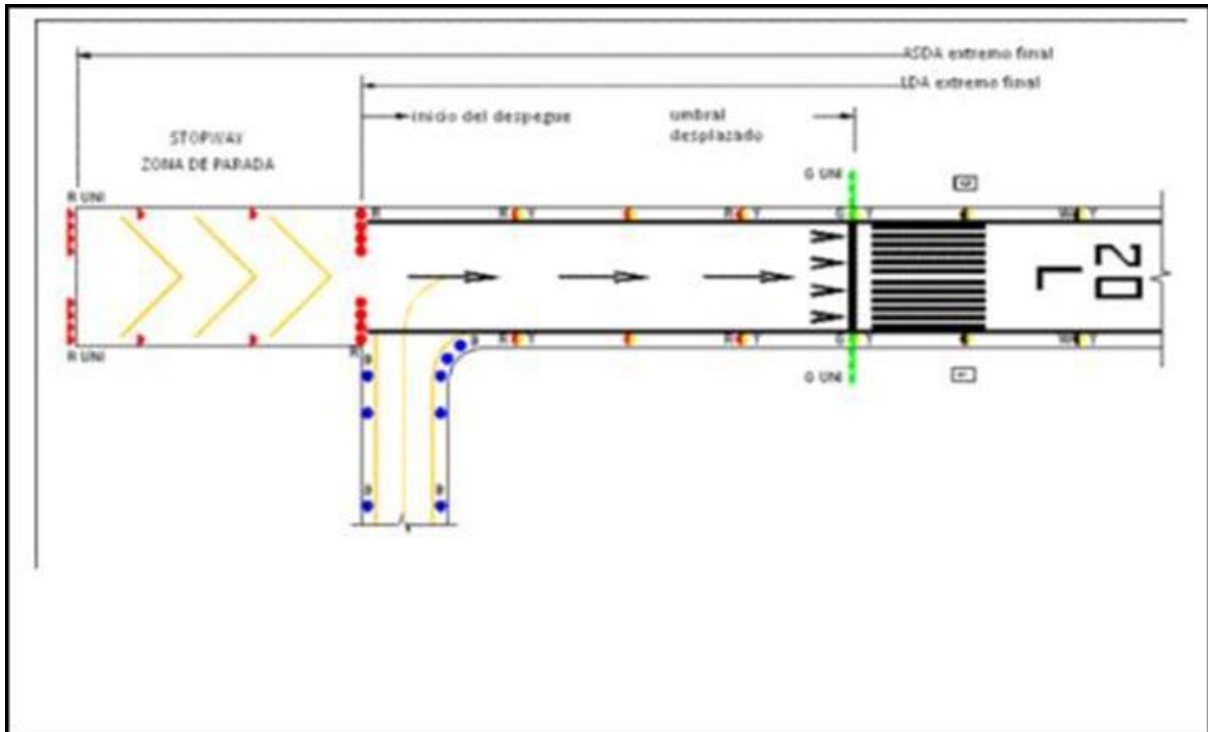 ASDA extremo final
LDA extremo final
inicio del despegue
umbral
desplazado
STOPWAY
ZONA DE PARADA
G UNI
R UNI
R
R Y
R Y
G Y
W Y
20
L
R UNI
R
R Y
R Y
G Y
W Y
G UNI